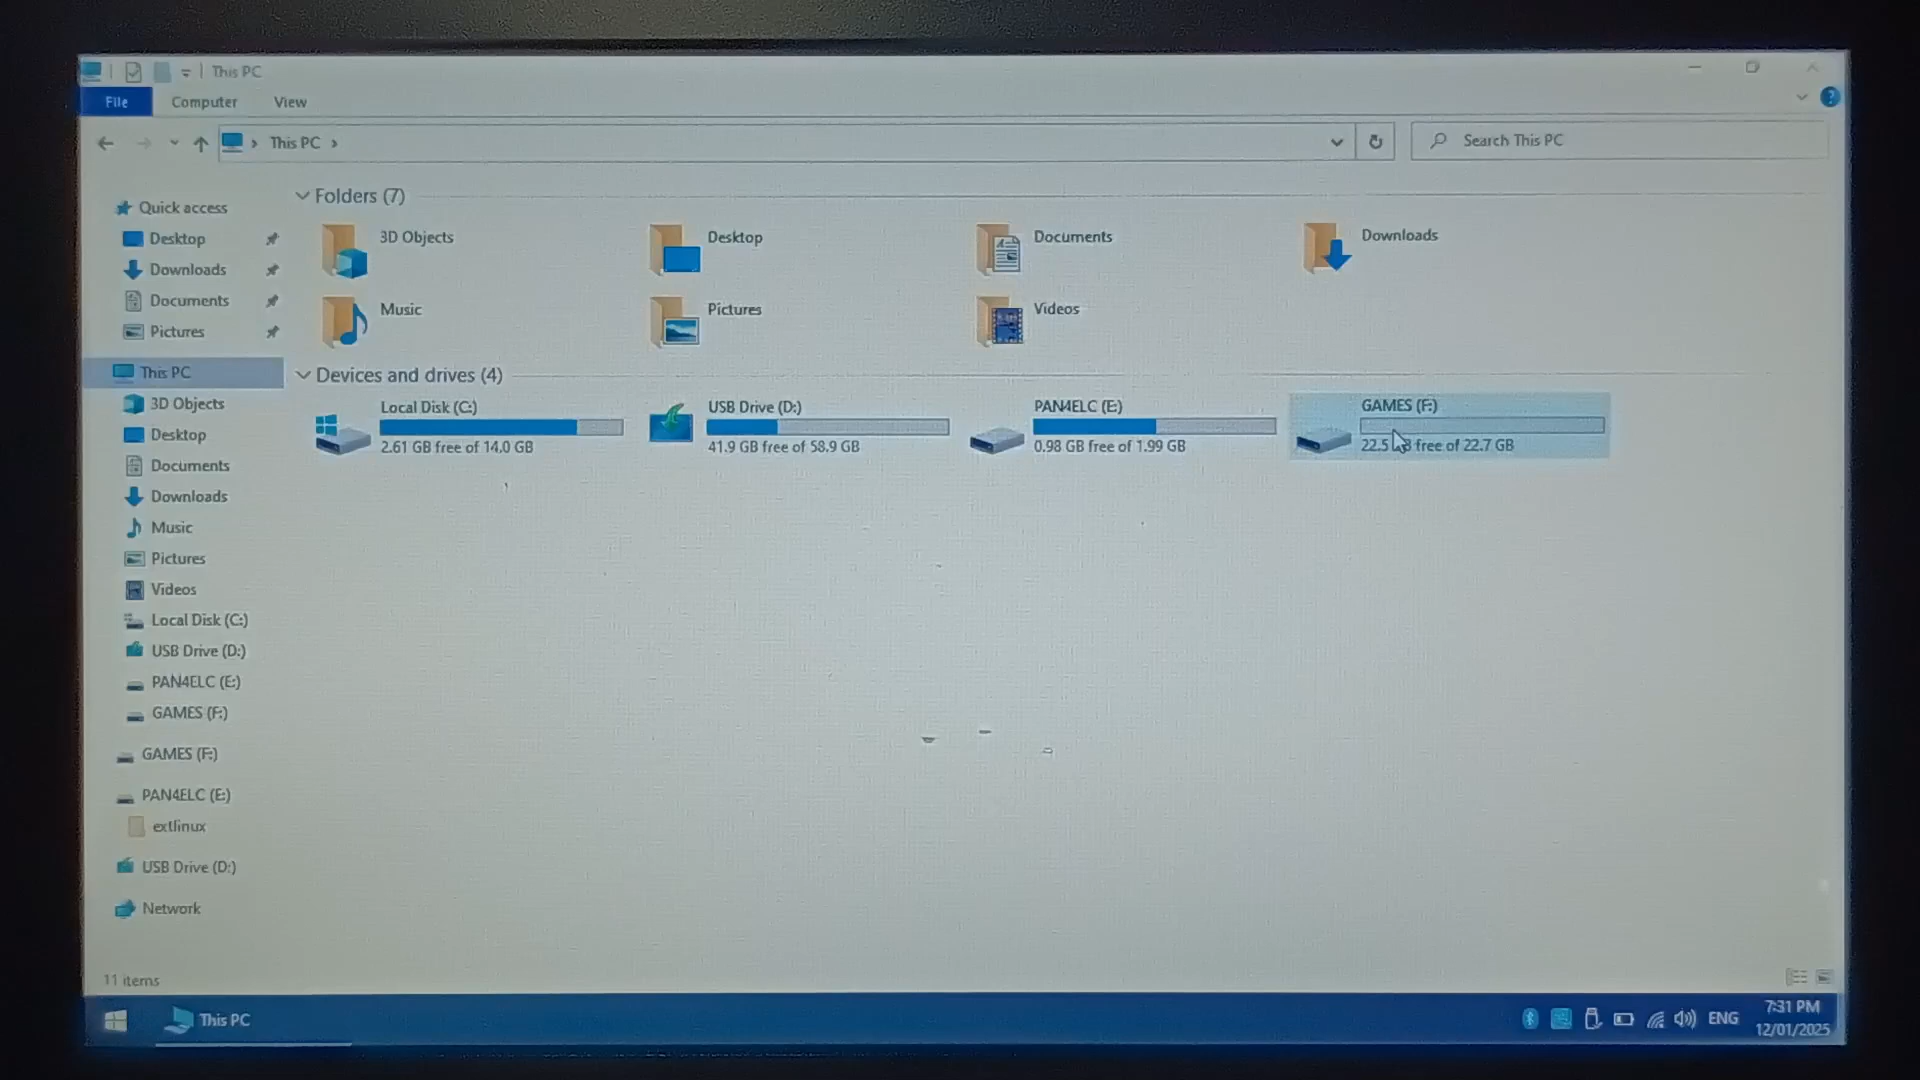 This PC
File Computer View
This PC
Search This PC
Quick access
Desktop
Downloads
Documents
Pictures
This PC
3D Objects
Desktop
Documents
Downloads
Music
Pictures
Videos
Local Disk (C:)
USB Drive (D:)
PAN4ELC (E:)
GAMES (F:)
GAMES (F:)
PAN4ELC (E:)
extlinux
USB Drive (D:)
Network
Folders (7)
3D Objects
Desktop
Documents
Downloads
Music
Pictures
Videos
Devices and drives (4)
Local Disk (C:)
2.61 GB free of 14.0 GB
USB Drive (D:)
41.9 GB free of 58.9 GB
PAN4ELC (E:)
0.98 GB free of 1.99 GB
GAMES (F:)
22.5 free of 22.7 GB
11 items
This PC
ENG
7:31 PM
12/01/2025